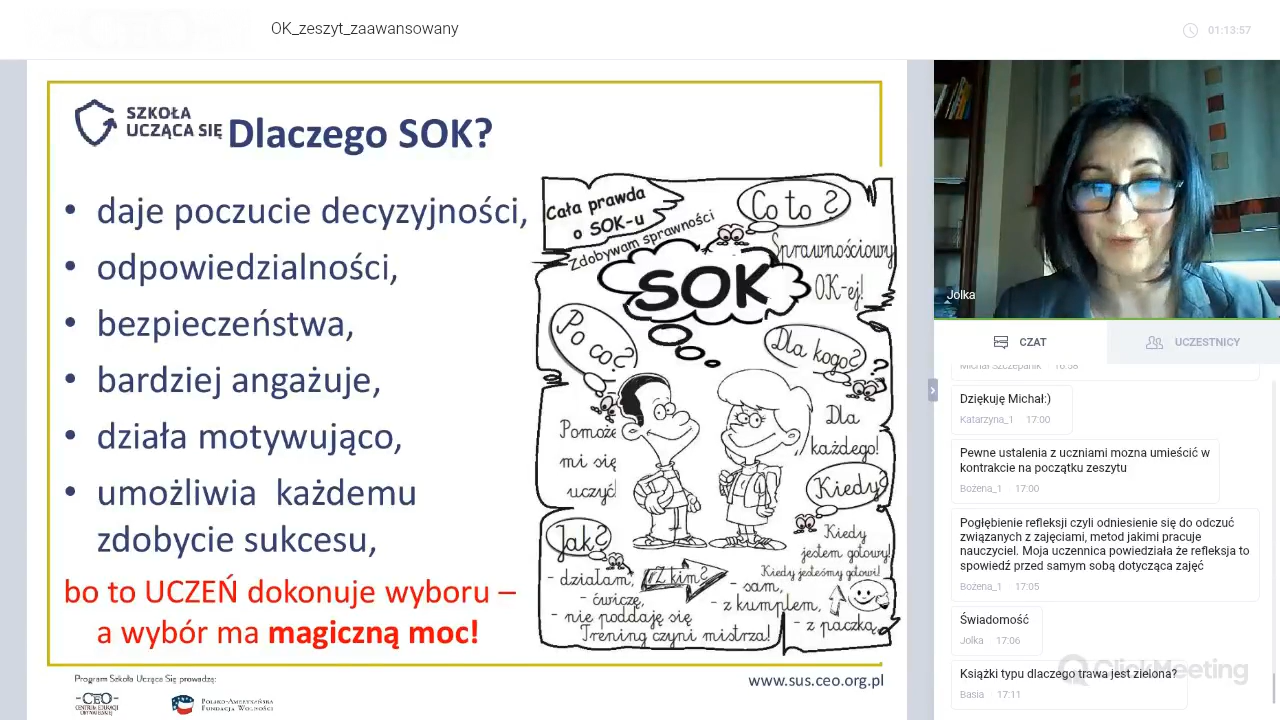 OK_zeszyt_zaawansowany
01:13:57
SZKOŁA
UCZĄCA SIĘ
Dlaczego SOK?
• daje poczucie decyzyjności,
• odpowiedzialności,
• bezpieczeństwa,
• bardziej angażuje,
• działa motywująco,
• umożliwia każdemu
zdobycie sukcesu,
bo to UCZEŃ dokonuje wyboru –
a wybór ma magiczną moc!
Cała prawda
o SOK-u
Zdobywam sprawności
Co to?
Sprawnościowy
OK-ej!
SOK
Po co?
Dla kogo?
?
Pomoże
mi się
uczyć!
Dla
każdego!
Kiedy?
Kiedy
jestem gotowy!
Kiedy jesteśmy gotowi!
Jak?
- działam,
- ćwiczę,
- nie poddaję się
Trening czyni mistrza!
Z kim?
- sam,
- z kumplem,
- z paczką
Program Szkoła Ucząca Się prowadzą:
CEO
CENTRUM EDUKACJI
OBYWATELSKIEJ
Polsko-Amerykańska
Fundacja Wolności
www.sus.ceo.org.pl
Jolka
CZAT
UCZESTNICY
Michał Szczepanik 16:58
Dziękuję Michał:)
Katarzyna_1 17:00
Pewne ustalenia z uczniami mozna umieścić w
kontrakcie na początku zeszytu
Bożena_1 17:00
Pogłębienie refleksji czyli odniesienie się do odczuć
związanych z zajęciami, metod jakimi pracuje
nauczyciel. Moja uczennica powiedziała że refleksja to
spowiedź przed samym sobą dotycząca zajęć
Bożena_1 17:05
Świadomość
Jolka 17:06
Książki typu dlaczego trawa jest zielona?
Basia 17:11
ClickMeeting